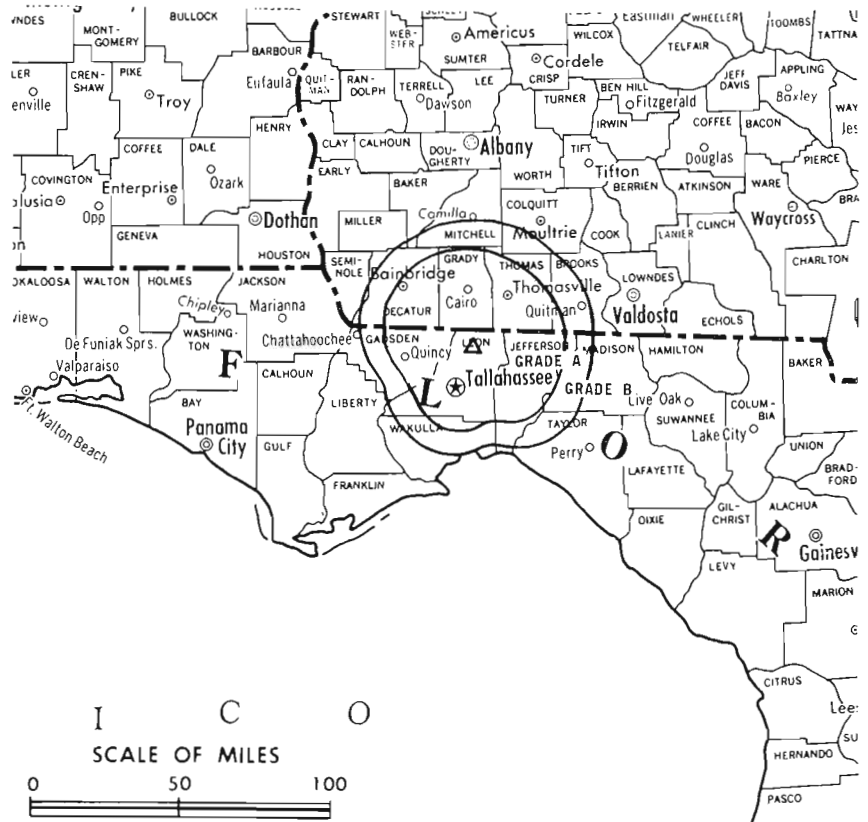 STEWART
BULLOCK
WILCOX
Eastman
WHEELER
TOOMBS
MONT-
GOMERY
WEB-
STER
Americus
TELFAIR
BARBOUR
SUMTER
Cordele
CREN-
SHAW
PIKE
Eufaula
QUIT-
MAN
RAN-
DOLPH
TERRELL
LEE
CRISP
BEN HILL
JEFF
DAVIS
APPLING
Troy
Dawson
TURNER
Fitzgerald
Baxley
HENRY
IRWIN
COFFEE
BACON
COFFEE
DALE
CLAY
CALHOUN
DOU-
GHERTY
Albany
TIFT
Douglas
EARLY
WORTH
Tifton
PIERCE
COVINGTON
Enterprise
Ozark
BAKER
BERRIEN
ATKINSON
WARE
Opp
MILLER
Camilla
COLQUITT
Waycross
Dothan
MITCHELL
Moultrie
COOK
LANIER
CLINCH
GENEVA
HOUSTON
SEMI-
NOLE
GRADY
THOMAS
BROOKS
CHARLTON
OKALOOSA
WALTON
HOLMES
JACKSON
Bainbridge
Cairo
Thomasville
LOWNDES
Chipley
Marianna
DECATUR
Quitman
Valdosta
ECHOLS
De Funiak Sprs.
WASHING-
TON
Chattahoochee
GADSDEN
LEON
JEFFERSON
MADISON
HAMILTON
BAKER
Valparaiso
F
CALHOUN
Quincy
GRADE A
L
Tallahassee
GRADE B
Ft. Walton Beach
BAY
LIBERTY
Live Oak
COLUM-
BIA
Panama
City
GULF
WAKULLA
TAYLOR
SUWANNEE
Lake City
Perry
O
UNION
FRANKLIN
LAFAYETTE
BRAD-
FORD
DIXIE
GIL-
CHRIST
ALACHUA
R
Gainesv
LEVY
MARION
CITRUS
I C O
SCALE OF MILES
HERNANDO
0 50 100
PASCO